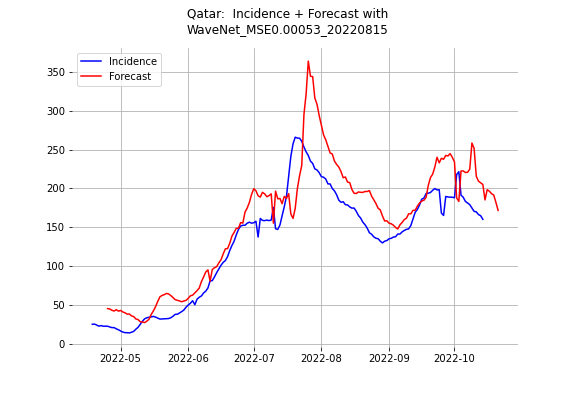 Qatar:  Incidence + Forecast with
WaveNet_MSE0.00053_20220815
Incidence
Forecast
350
300
250
200
150
100
50
0
2022-05 2022-06 2022-07 2022-08 2022-09 2022-10